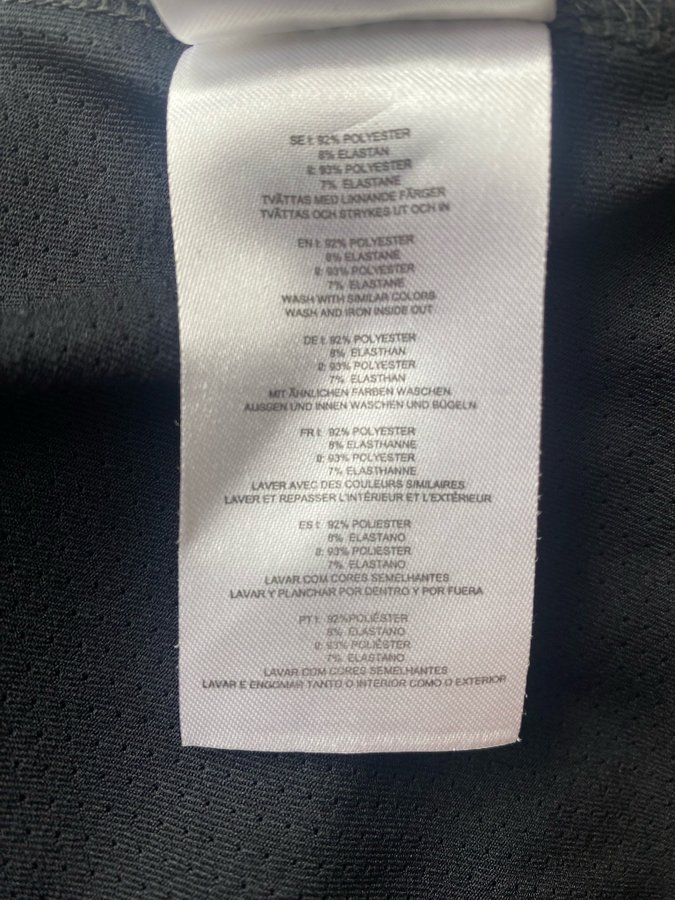 SE I: 92% POLYESTER
8% ELASTAN
II: 93% POLYESTER
7% ELASTANE
TVÄTTAS MED LIKNANDE FÄRGER
TVÄTTAS OCH STRYKES UT OCH IN
EN I: 92% POLYESTER
8% ELASTANE
II: 93% POLYESTER
7% ELASTANE
WASH WITH SIMILAR COLORS
WASH AND IRON INSIDE OUT
DE I: 92% POLYESTER
8% ELASTHAN
II: 93% POLYESTER
7% ELASTHAN
MIT ÄHNLICHEN FARBEN WASCHEN
AUSSEN UND INNEN WASCHEN UND BÜGELN
FR I: 92% POLYESTER
8% ELASTHANNE
II: 93% POLYESTER
7% ELASTHANNE
LAVER AVEC DES COULEURS SIMILAIRES
LAVER ET REPASSER L'INTÉRIEUR ET L'EXTÉRIEUR
ES I: 92% POLIESTER
8% ELASTANO
II: 93% POLIESTER
7% ELASTANO
LAVAR COM CORES SEMELHANTES
LAVAR Y PLANCHAR POR DENTRO Y POR FUERA
PT I: 92%POLIÉSTER
8% ELASTANO
II: 93% POLIÉSTER
7% ELASTANO
LAVAR COM CORES SEMELHANTES
LAVAR E ENGOMAR TANTO O INTERIOR COMO O EXTERIOR